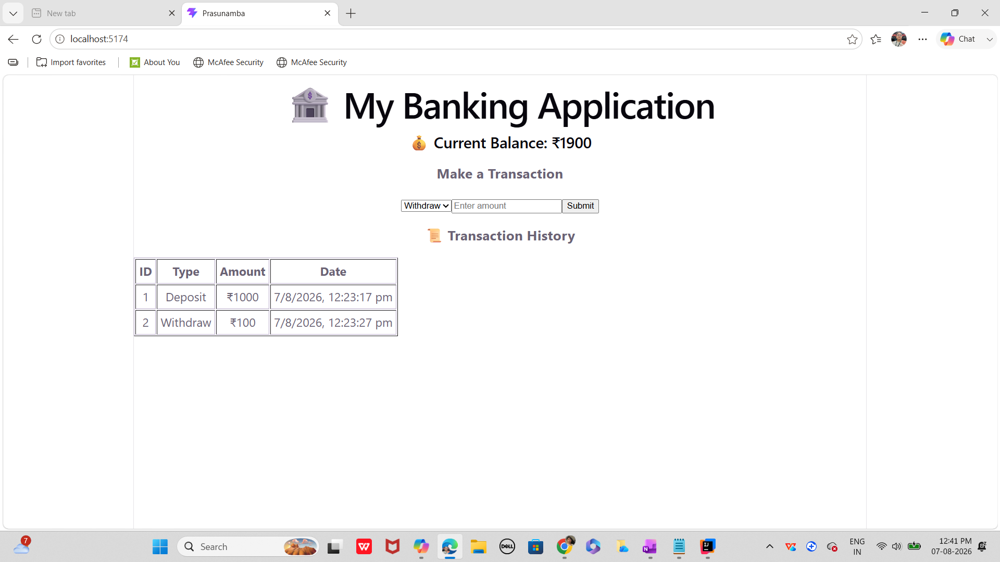 New tab
Prasunamba
localhost:5174
Chat
Import favorites
About You
McAfee Security
McAfee Security
My Banking Application
Current Balance: ₹1900
Make a Transaction
Withdraw Enter amount Submit
Transaction History
ID Type Amount Date
1 Deposit ₹1000 7/8/2026, 12:23:17 pm
2 Withdraw ₹100 7/8/2026, 12:23:27 pm
7
Search
DELL
ENG
IN
12:41 PM
07-08-2026